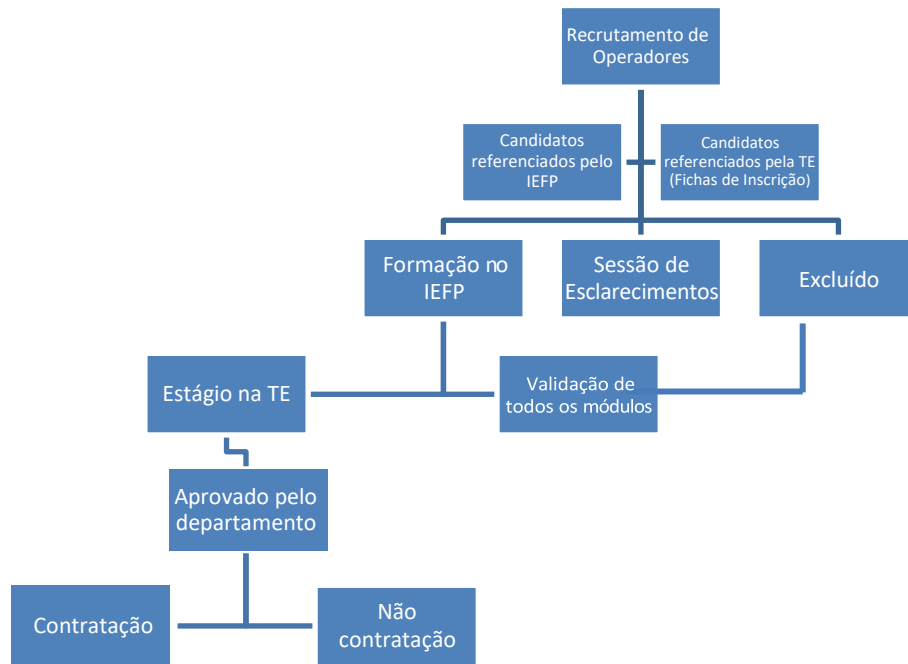 Recrutamento de
Operadores
Candidatos
referenciados pelo
IEFP
Candidatos
referenciados pela TE
(Fichas de Inscrição)
Formação no
IEFP
Sessão de
Esclarecimentos
Excluído
Estágio na TE
Validação de
todos os módulos
Aprovado pelo
departamento
Contratação
Não
contratação